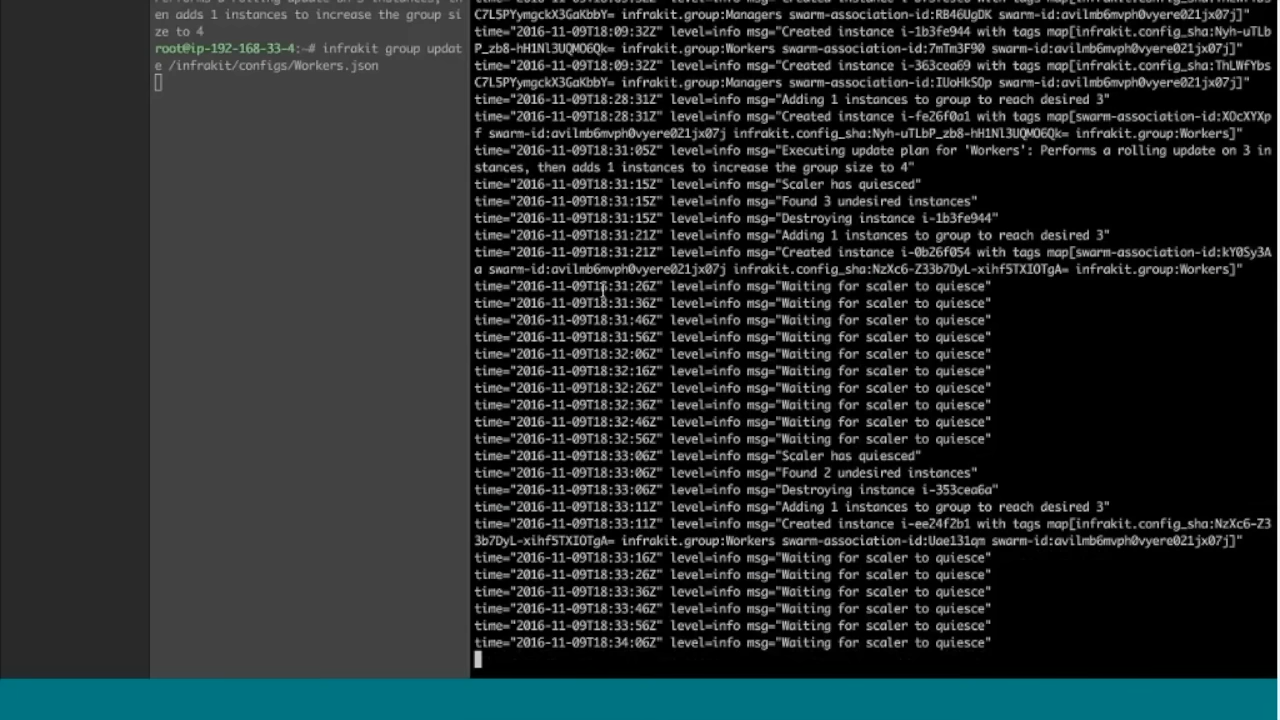 en adds 1 instances to increase the group si
ze to 4
root@ip-192-168-33-4:~# infrakit group updat
e /infrakit/configs/Workers.json
C7L5PYymgckX3GaKbbY= infrakit.group:Managers swarm-association-id:RB46UgDK swarm-id:avilmb6mvph0vyere021jx07j]"
time="2016-11-09T18:09:32Z" level=info msg="Created instance i-1b3fe944 with tags map[infrakit.config_sha:Nyh-uTLb
P_zb8-hH1Nl3UQMO6Qk= infrakit.group:Workers swarm-association-id:7mTm3F90 swarm-id:avilmb6mvph0vyere021jx07j]"
time="2016-11-09T18:09:32Z" level=info msg="Created instance i-363cea69 with tags map[infrakit.config_sha:ThLWfYbs
C7L5PYymgckX3GaKbbY= infrakit.group:Managers swarm-association-id:IUoHkSOp swarm-id:avilmb6mvph0vyere021jx07j]"
time="2016-11-09T18:28:31Z" level=info msg="Adding 1 instances to group to reach desired 3"
time="2016-11-09T18:28:31Z" level=info msg="Created instance i-fe26f0a1 with tags map[swarm-association-id:XOcXYXp
f swarm-id:avilmb6mvph0vyere021jx07j infrakit.config_sha:Nyh-uTLbP_zb8-hH1Nl3UQMO6Qk= infrakit.group:Workers]"
time="2016-11-09T18:31:05Z" level=info msg="Executing update plan for 'Workers': Performs a rolling update on 3 in
stances, then adds 1 instances to increase the group size to 4"
time="2016-11-09T18:31:15Z" level=info msg="Scaler has quiesced"
time="2016-11-09T18:31:15Z" level=info msg="Found 3 undesired instances"
time="2016-11-09T18:31:15Z" level=info msg="Destroying instance i-1b3fe944"
time="2016-11-09T18:31:21Z" level=info msg="Adding 1 instances to group to reach desired 3"
time="2016-11-09T18:31:21Z" level=info msg="Created instance i-0b26f054 with tags map[swarm-association-id:kY0Sy3A
a swarm-id:avilmb6mvph0vyere021jx07j infrakit.config_sha:NzXc6-Z33b7DyL-xihf5TXIOTgA= infrakit.group:Workers]"
time="2016-11-09T18:31:26Z" level=info msg="Waiting for scaler to quiesce"
time="2016-11-09T18:31:36Z" level=info msg="Waiting for scaler to quiesce"
time="2016-11-09T18:31:46Z" level=info msg="Waiting for scaler to quiesce"
time="2016-11-09T18:31:56Z" level=info msg="Waiting for scaler to quiesce"
time="2016-11-09T18:32:06Z" level=info msg="Waiting for scaler to quiesce"
time="2016-11-09T18:32:16Z" level=info msg="Waiting for scaler to quiesce"
time="2016-11-09T18:32:26Z" level=info msg="Waiting for scaler to quiesce"
time="2016-11-09T18:32:36Z" level=info msg="Waiting for scaler to quiesce"
time="2016-11-09T18:32:46Z" level=info msg="Waiting for scaler to quiesce"
time="2016-11-09T18:32:56Z" level=info msg="Waiting for scaler to quiesce"
time="2016-11-09T18:33:06Z" level=info msg="Scaler has quiesced"
time="2016-11-09T18:33:06Z" level=info msg="Found 2 undesired instances"
time="2016-11-09T18:33:06Z" level=info msg="Destroying instance i-353cea6a"
time="2016-11-09T18:33:11Z" level=info msg="Adding 1 instances to group to reach desired 3"
time="2016-11-09T18:33:11Z" level=info msg="Created instance i-ee24f2b1 with tags map[infrakit.config_sha:NzXc6-Z3
3b7DyL-xihf5TXIOTgA= infrakit.group:Workers swarm-association-id:Uae131qm swarm-id:avilmb6mvph0vyere021jx07j]"
time="2016-11-09T18:33:16Z" level=info msg="Waiting for scaler to quiesce"
time="2016-11-09T18:33:26Z" level=info msg="Waiting for scaler to quiesce"
time="2016-11-09T18:33:36Z" level=info msg="Waiting for scaler to quiesce"
time="2016-11-09T18:33:46Z" level=info msg="Waiting for scaler to quiesce"
time="2016-11-09T18:33:56Z" level=info msg="Waiting for scaler to quiesce"
time="2016-11-09T18:34:06Z" level=info msg="Waiting for scaler to quiesce"